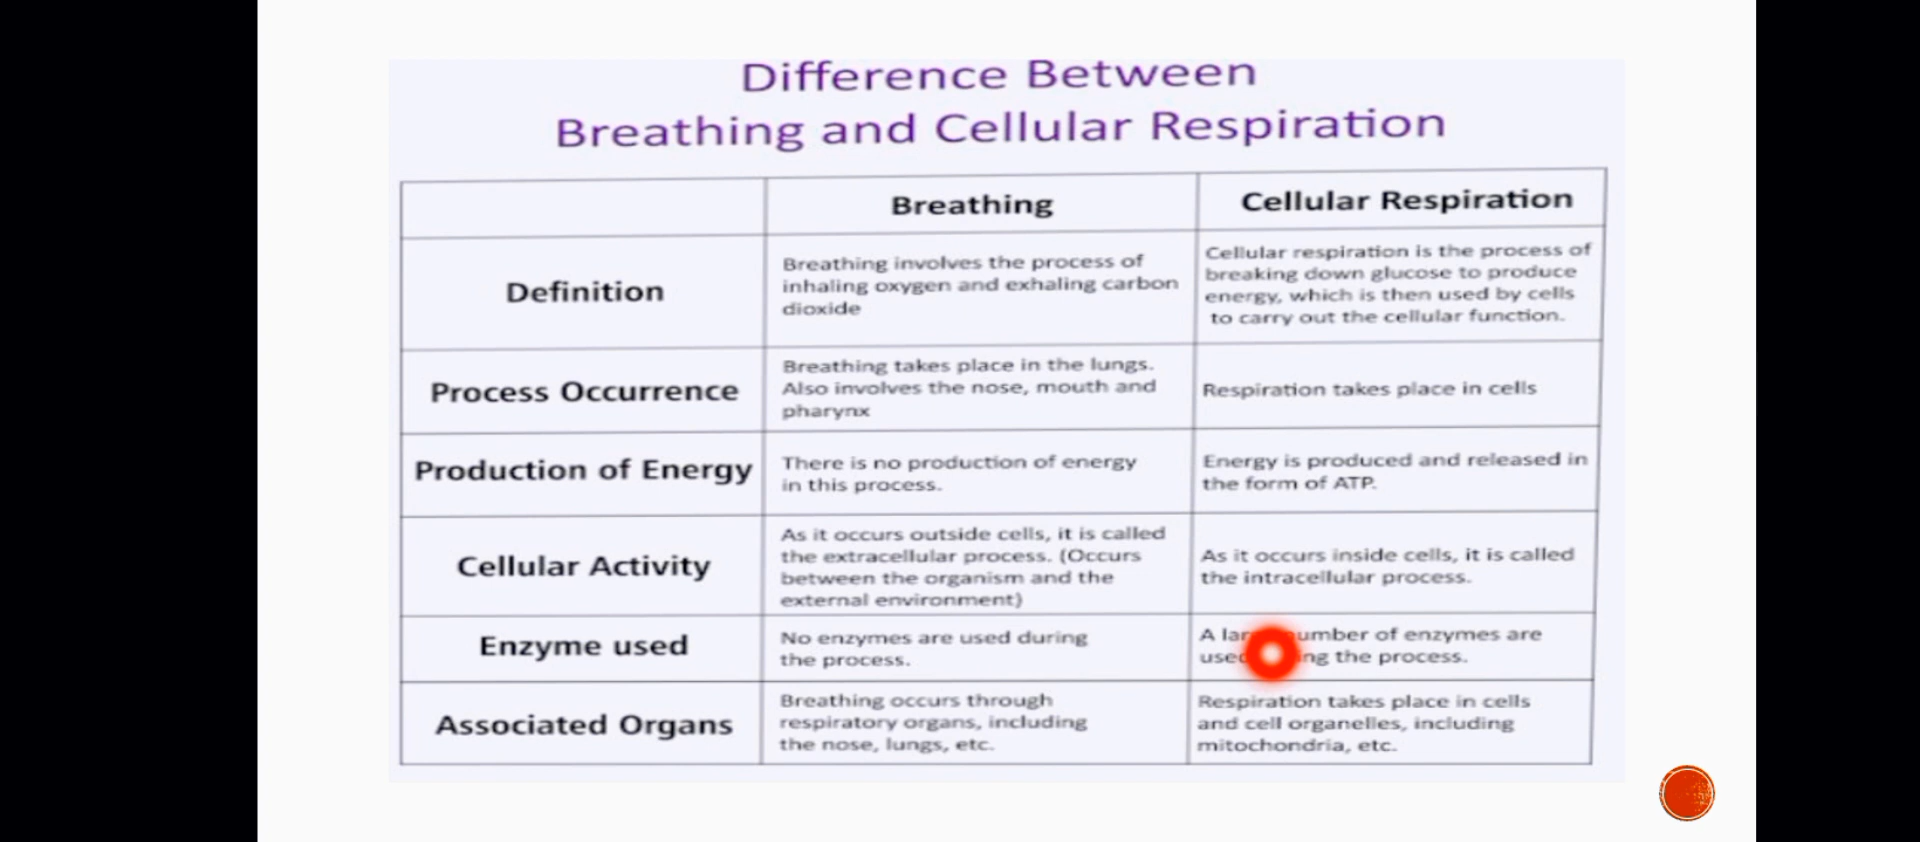 Difference Between
Breathing and Cellular Respiration
Breathing
Cellular Respiration
Definition
Breathing involves the process of
inhaling oxygen and exhaling carbon
dioxide
Cellular respiration is the process of
breaking down glucose to produce
energy, which is then used by cells
to carry out the cellular function.
Process Occurrence
Breathing takes place in the lungs.
Also involves the nose, mouth and
pharynx
Respiration takes place in cells
Production of Energy
There is no production of energy
in this process.
Energy is produced and released in
the form of ATP.
Cellular Activity
As it occurs outside cells, it is called
the extracellular process. (Occurs
between the organism and the
external environment)
As it occurs inside cells, it is called
the intracellular process.
Enzyme used
No enzymes are used during
the process.
A number of enzymes are
the process.
Associated Organs
Breathing occurs through
respiratory organs, including
the nose, lungs, etc.
Respiration takes place in cells
and cell organelles, including
mitochondria, etc.